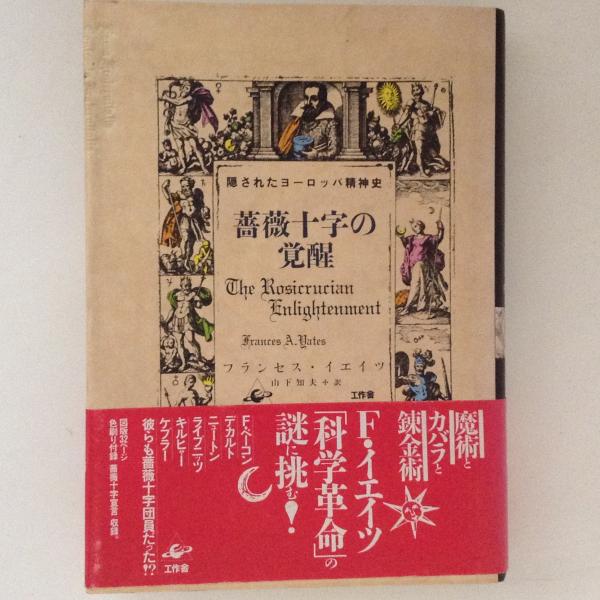 隠されたヨーロッパ精神史
薔薇十字の
覚醒
The Rosicrucian
Enlightenment
Frances A. Yates
フランセス・イエイツ
山下知夫＋訳
工作舎
魔術と
カバラと
錬金術
F・イエイツ
「科学革命」の
謎に挑む!
F.ベーコン
デカルト
ニュートン
ライプニッツ
キルヒャー
ケプラー
彼らも薔薇十字団員だった!?
図版32ページ
色刷り付録 薔薇十字宣言 収録。
工作舎